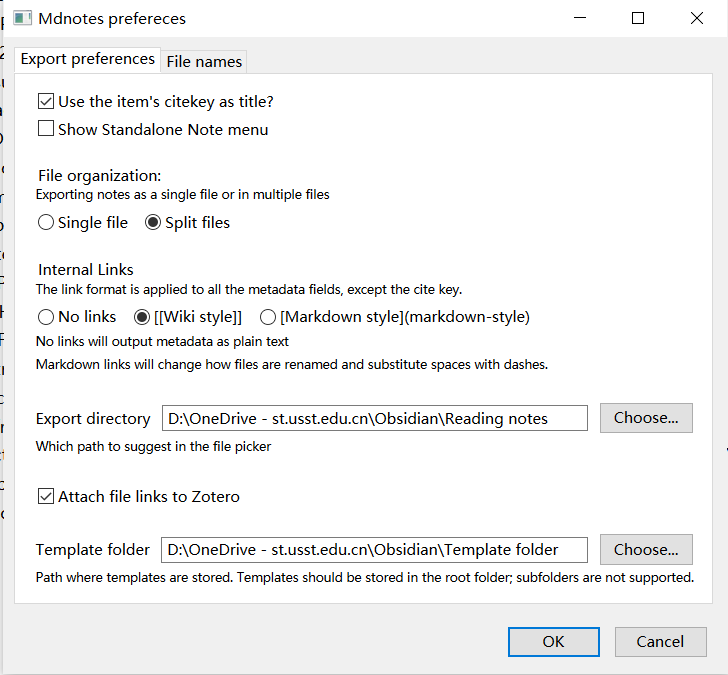 Mdnotes prefereces
Export preferences File names
Use the item's citekey as title?
Show Standalone Note menu
File organization:
Exporting notes as a single file or in multiple files
Single file Split files
Internal Links
The link format is applied to all the metadata fields, except the cite key.
No links [[Wiki style]] [Markdown style](markdown-style)
No links will output metadata as plain text
Markdown links will change how files are renamed and substitute spaces with dashes.
Export directory D:\OneDrive - st.usst.edu.cn\Obsidian\Reading notes Choose...
Which path to suggest in the file picker
Attach file links to Zotero
Template folder D:\OneDrive - st.usst.edu.cn\Obsidian\Template folder Choose...
Path where templates are stored. Templates should be stored in the root folder; subfolders are not supported.
OK Cancel